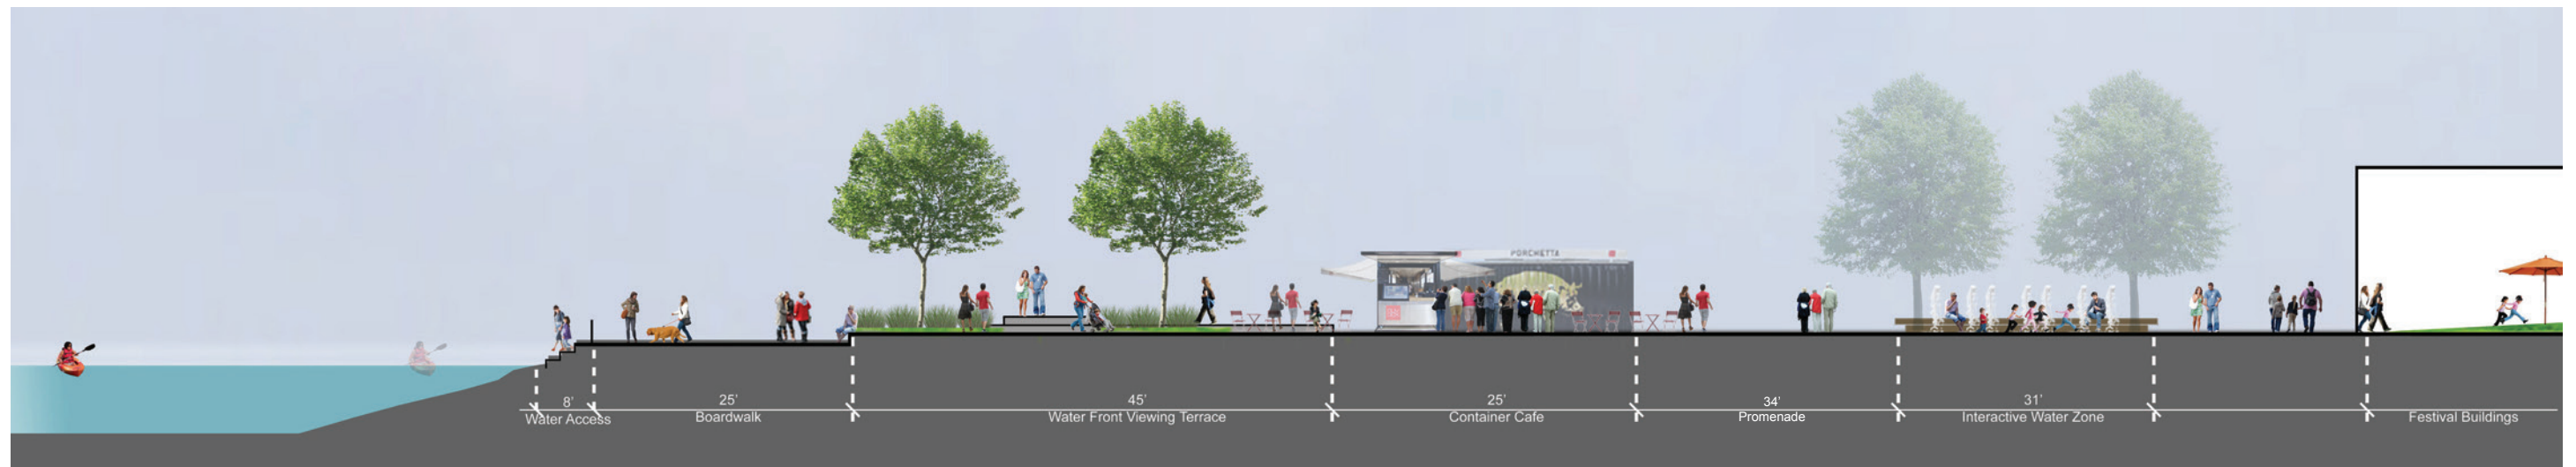 PORCHETTA
8'
Water Access
25'
Boardwalk
45'
Water Front Viewing Terrace
25'
Container Cafe
34'
Promenade
31'
Interactive Water Zone
Festival Buildings